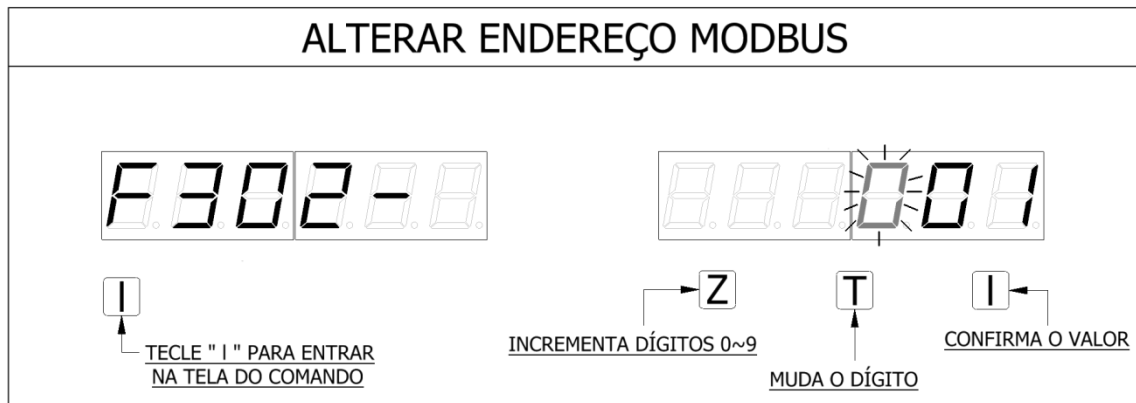 ALTERAR ENDEREÇO MODBUS
F302-
001
I
Z
T
I
TECLE " I " PARA ENTRAR
NA TELA DO COMANDO
INCREMENTA DÍGITOS 0~9
MUDA O DÍGITO
CONFIRMA O VALOR